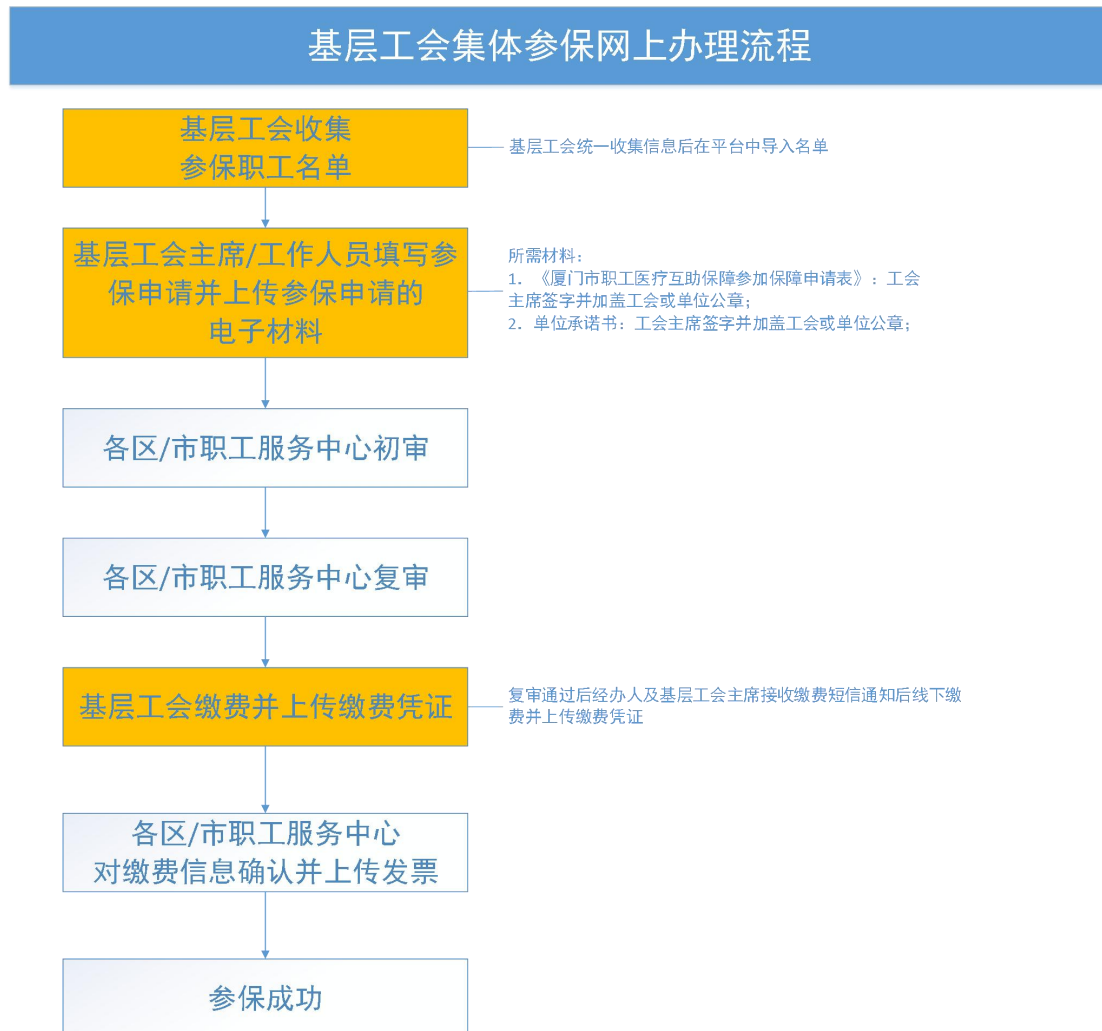 基层工会集体参保网上办理流程
基层工会收集
参保职工名单
基层工会统一收集信息后在平台中导入名单
基层工会主席/工作人员填写参
保申请并上传参保申请的
电子材料
所需材料：
1. 《厦门市职工医疗互助保障参加保障申请表》：工会
主席签字并加盖工会或单位公章；
2. 单位承诺书：工会主席签字并加盖工会或单位公章；
各区/市职工服务中心初审
各区/市职工服务中心复审
基层工会缴费并上传缴费凭证
复审通过后经办人及基层工会主席接收缴费短信通知后线下缴
费并上传缴费凭证
各区/市职工服务中心
对缴费信息确认并上传发票
参保成功